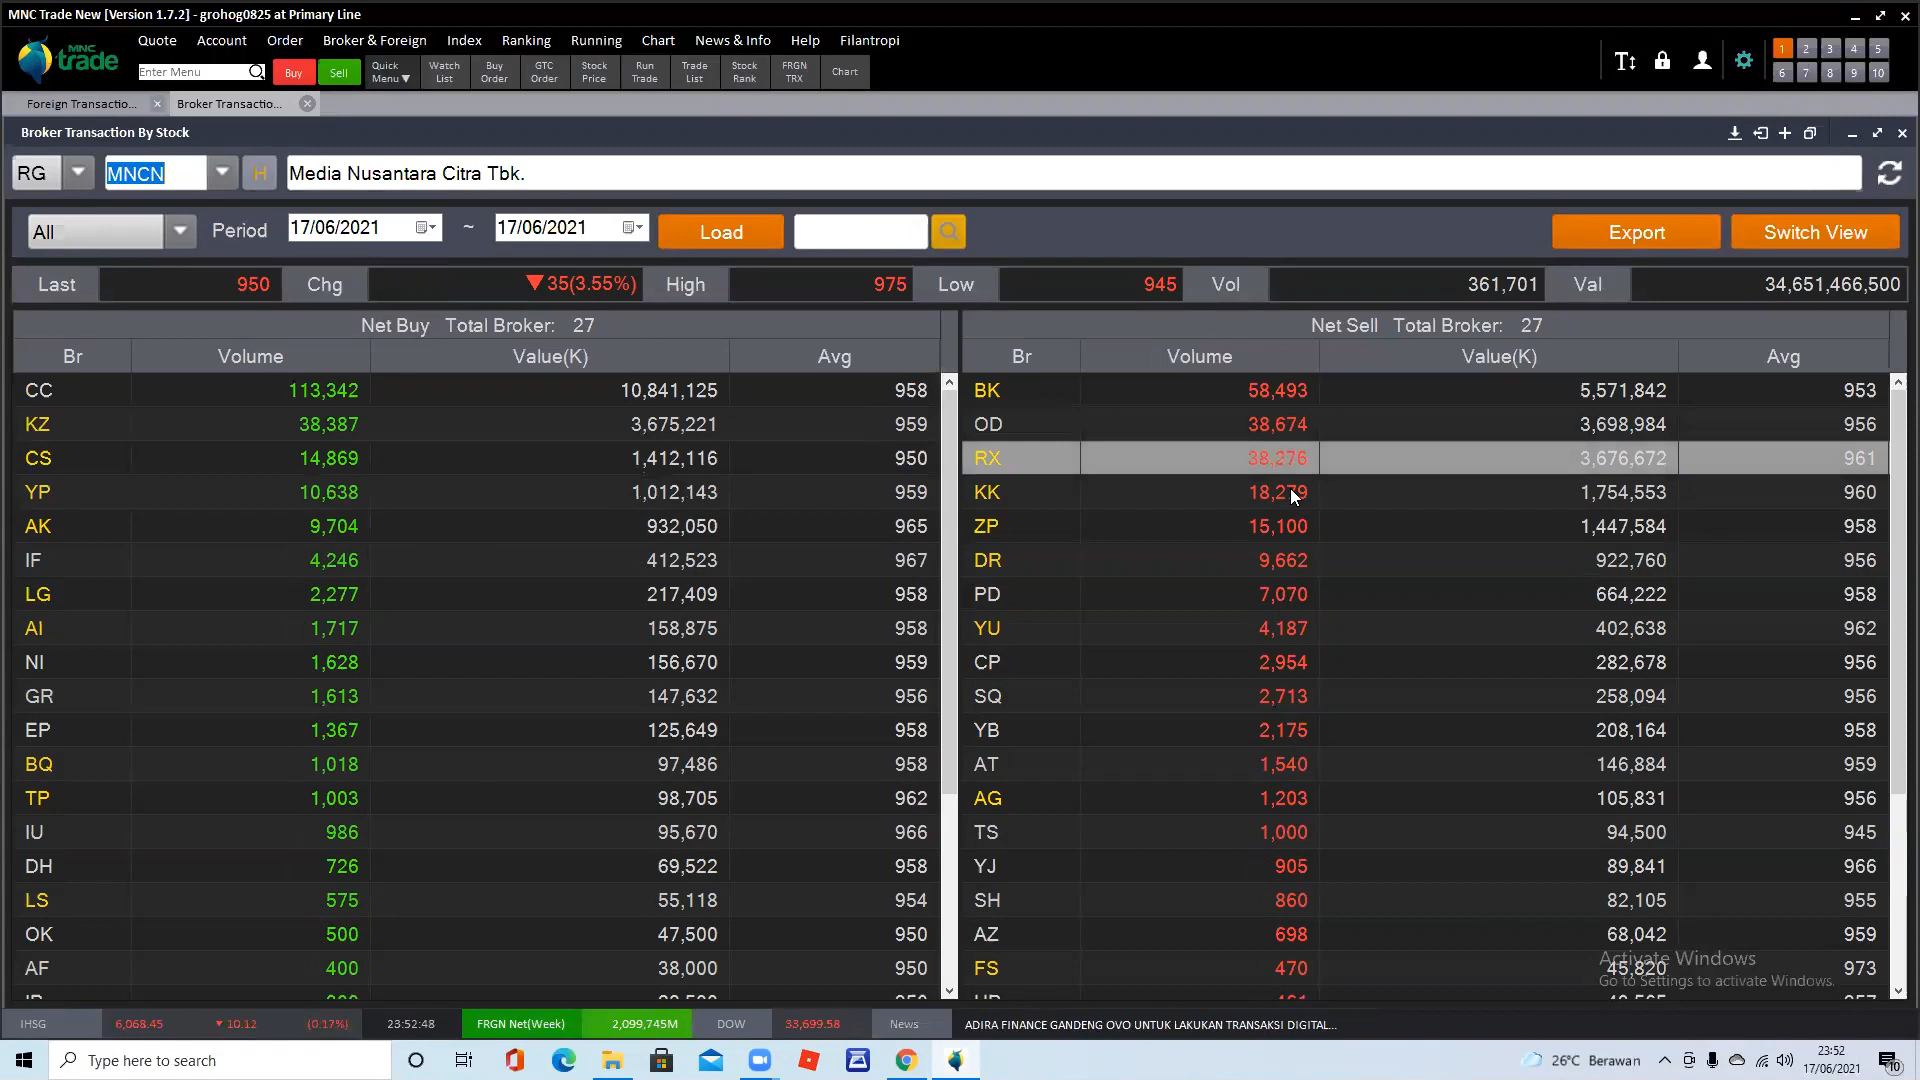 MNC Trade New [Version 1.7.2] - grohog0825 at Primary Line
MNC trade
Quote Account Order Broker & Foreign Index Ranking Running Chart News & Info Help Filantropi
Enter Menu Buy Sell Quick Menu▼ Watch List Buy Order GTC Order Stock Price Run Trade Trade List Stock Rank FRGN TRX Chart
1 2 3 4 5
6 7 8 9 10
Foreign Transactio... Broker Transactio...
Broker Transaction By Stock
RG MNCN H Media Nusantara Citra Tbk.
All Period 17/06/2021 ~ 17/06/2021 Load Export Switch View
Last 950 Chg ▼35(3.55%) High 975 Low 945 Vol 361,701 Val 34,651,466,500
Net Buy Total Broker: 27 Net Sell Total Broker: 27
Br Volume Value(K) Avg Br Volume Value(K) Avg
CC 113,342 10,841,125 958 BK 58,493 5,571,842 953
KZ 38,387 3,675,221 959 OD 38,674 3,698,984 956
CS 14,869 1,412,116 950 RX 38,276 3,676,672 961
YP 10,638 1,012,143 959 KK 18,279 1,754,553 960
AK 9,704 932,050 965 ZP 15,100 1,447,584 958
IF 4,246 412,523 967 DR 9,662 922,760 956
LG 2,277 217,409 958 PD 7,070 664,222 958
AI 1,717 158,875 958 YU 4,187 402,638 962
NI 1,628 156,670 959 CP 2,954 282,678 956
GR 1,613 147,632 956 SQ 2,713 258,094 956
EP 1,367 125,649 958 YB 2,175 208,164 958
BQ 1,018 97,486 958 AT 1,540 146,884 959
TP 1,003 98,705 962 AG 1,203 105,831 956
IU 986 95,670 966 TS 1,000 94,500 945
DH 726 69,522 958 YJ 905 89,841 966
LS 575 55,118 954 SH 860 82,105 955
OK 500 47,500 950 AZ 698 68,042 959
AF 400 38,000 950 FS 470 45,820 973
Activate Windows
Go to Settings to activate Windows.
IHSG 6,068.45 ▼10.12 (0.17%) 23:52:48 FRGN Net(Week) 2,099,745M DOW 33,699.58 News ADIRA FINANCE GANDENG OVO UNTUK LAKUKAN TRANSAKSI DIGITAL...
Type here to search 26°C Berawan 23:52
17/06/2021
10